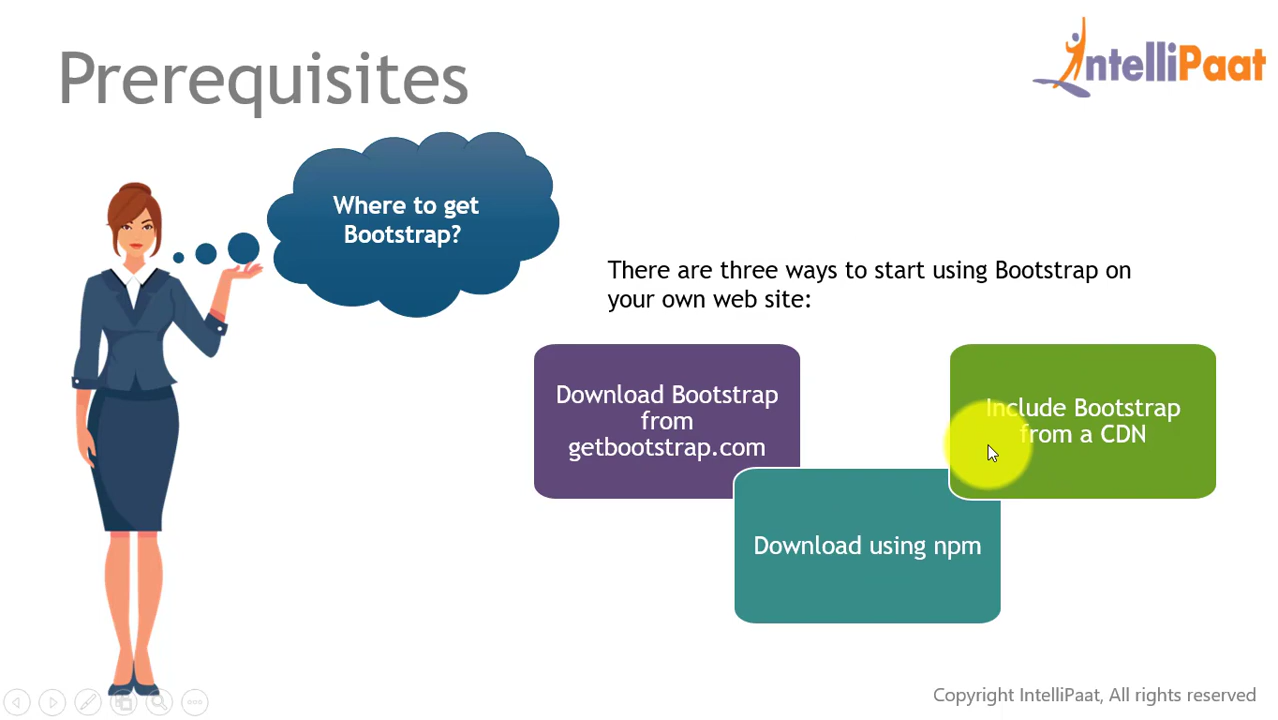 Prerequisites
IntelliPaat
Where to get
Bootstrap?
There are three ways to start using Bootstrap on
your own web site:
Download Bootstrap
from
getbootstrap.com
Include Bootstrap
from a CDN
Download using npm
Copyright IntelliPaat, All rights reserved